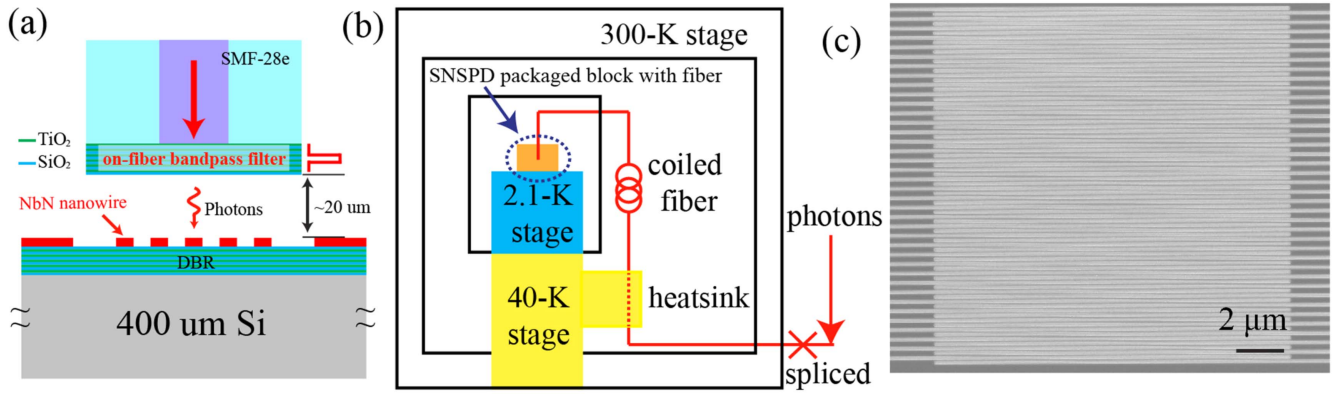 (a)
SMF-28e
TiO₂
SiO₂
on-fiber bandpass filter
NbN nanowire
Photons
~20 um
DBR
≈
≈
400 um Si
(b)
300-K stage
SNSPD packaged block with fiber
2.1-K
stage
coiled
fiber
photons
40-K
stage
heatsink
spliced
(c)
2 μm